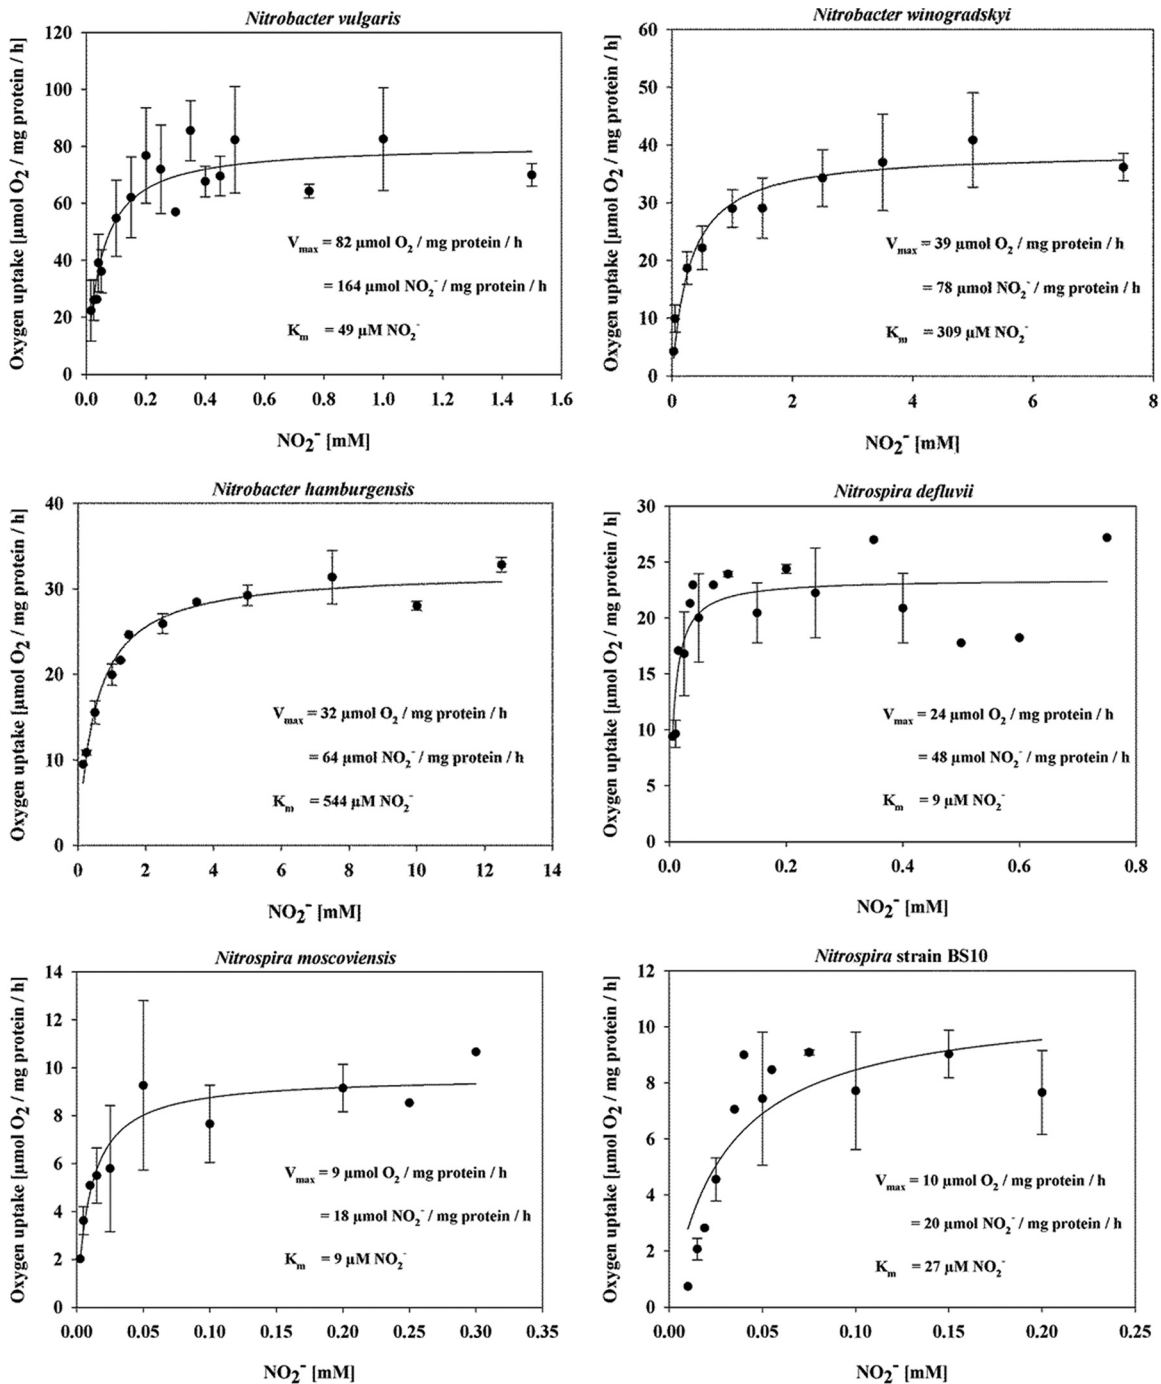 Nitrobacter vulgaris
Oxygen uptake [µmol O2 / mg protein / h]
120
100
80
60
40
20
0
Vmax = 82 µmol O2 / mg protein / h
= 164 µmol NO2- / mg protein / h
Km = 49 µM NO2-
0.0 0.2 0.4 0.6 0.8 1.0 1.2 1.4 1.6
NO2- [mM]
Nitrobacter winogradskyi
Oxygen uptake [µmol O2 / mg protein / h]
60
50
40
30
20
10
0
Vmax = 39 µmol O2 / mg protein / h
= 78 µmol NO2- / mg protein / h
Km = 309 µM NO2-
0 2 4 6 8
NO2- [mM]
Nitrobacter hamburgensis
Oxygen uptake [µmol O2 / mg protein / h]
40
30
20
10
0
Vmax = 32 µmol O2 / mg protein / h
= 64 µmol NO2- / mg protein / h
Km = 544 µM NO2-
0 2 4 6 8 10 12 14
NO2- [mM]
Nitrospira defluvii
Oxygen uptake [µmol O2 / mg protein / h]
30
25
20
15
10
5
0
Vmax = 24 µmol O2 / mg protein / h
= 48 µmol NO2- / mg protein / h
Km = 9 µM NO2-
0.0 0.2 0.4 0.6 0.8
NO2- [mM]
Nitrospira moscoviensis
Oxygen uptake [µmol O2 / mg protein / h]
14
12
10
8
6
4
2
0
Vmax = 9 µmol O2 / mg protein / h
= 18 µmol NO2- / mg protein / h
Km = 9 µM NO2-
0.00 0.05 0.10 0.15 0.20 0.25 0.30 0.35
NO2- [mM]
Nitrospira strain BS10
Oxygen uptake [µmol O2 / mg protein / h]
12
10
8
6
4
2
0
Vmax = 10 µmol O2 / mg protein / h
= 20 µmol NO2- / mg protein / h
Km = 27 µM NO2-
0.00 0.05 0.10 0.15 0.20 0.25
NO2- [mM]